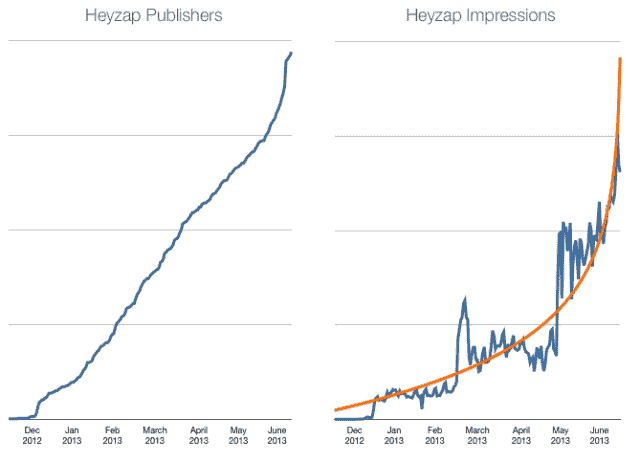 Heyzap Publishers
Heyzap Impressions
Dec Jan Feb March April May June
2012 2013 2013 2013 2013 2013 2013
Dec Jan Feb March April May June
2012 2013 2013 2013 2013 2013 2013